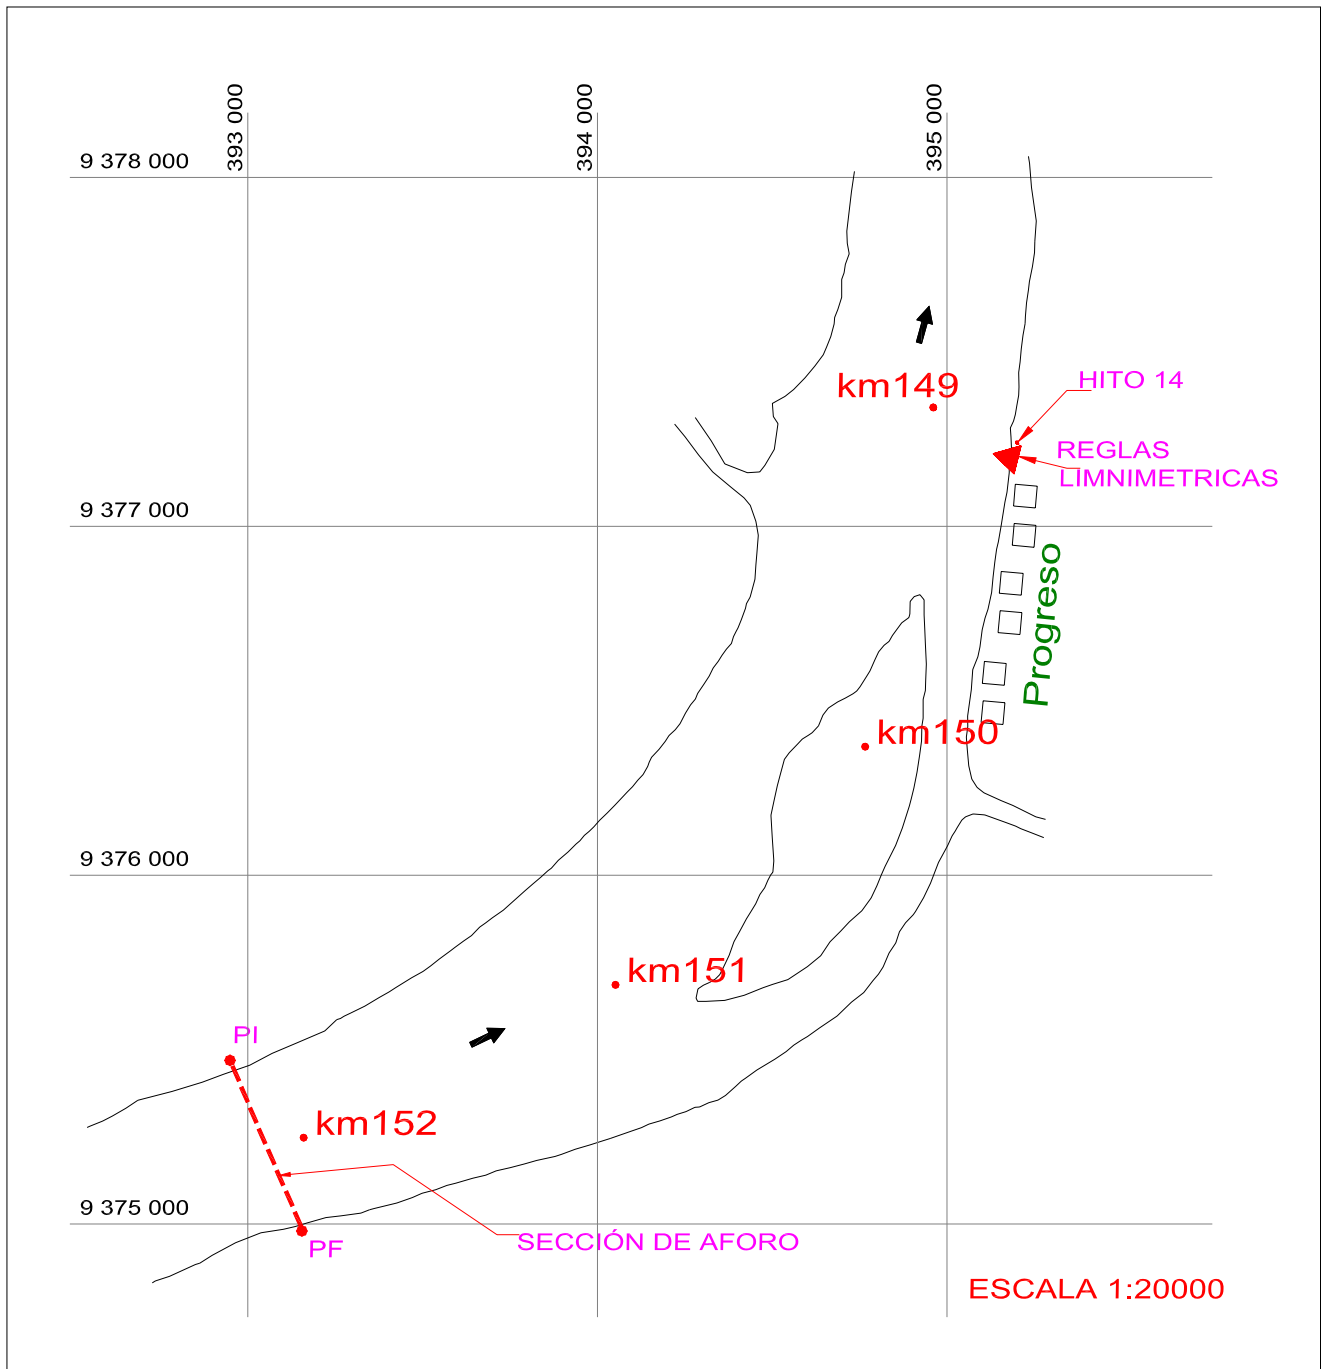 393 000
394 000
395 000
9 378 000
km149
HITO 14
REGLAS
LIMNIMETRICAS
9 377 000
Progreso
km150
9 376 000
km151
PI
km152
9 375 000
PF
SECCIÓN DE AFORO
ESCALA 1:20000